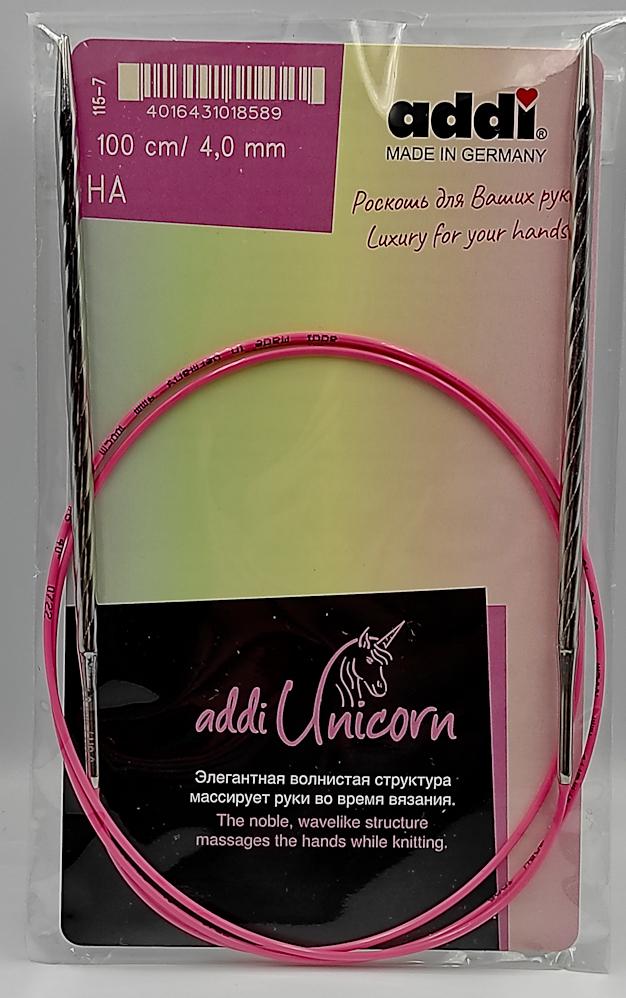 115-7
4016431018589
100 cm/ 4,0 mm
HA
addi®
MADE IN GERMANY
Роскошь для Ваших рук
Luxury for your hands
0722
addi Unicorn
Элегантная волнистая структура
массирует руки во время вязания.
The noble, wavelike structure
massages the hands while knitting.